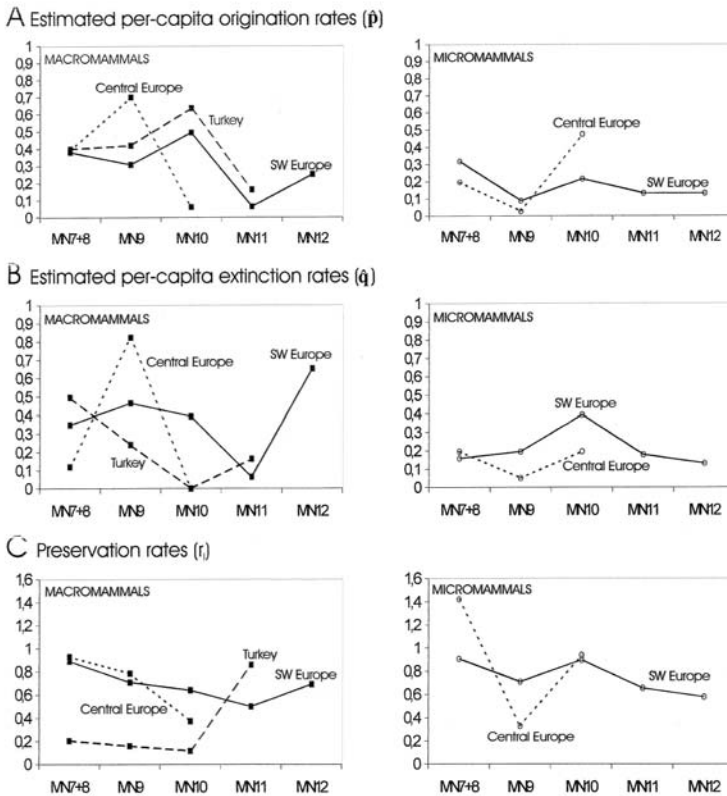 A Estimated per-capita origination rates (p̂)
MACROMAMMALS
1
0,9
0,8
0,7
0,6
0,5
0,4
0,3
0,2
0,1
0
Central Europe
Turkey
SW Europe
MN7+8 MN9 MN10 MN11 MN12
MICROMAMMALS
1
0,9
0,8
0,7
0,6
0,5
0,4
0,3
0,2
0,1
0
Central Europe
SW Europe
MN7+8 MN9 MN10 MN11 MN12
B Estimated per-capita extinction rates (q̂)
MACROMAMMALS
1
0,9
0,8
0,7
0,6
0,5
0,4
0,3
0,2
0,1
0
Central Europe
SW Europe
Turkey
MN7+8 MN9 MN10 MN11 MN12
MICROMAMMALS
1
0,9
0,8
0,7
0,6
0,5
0,4
0,3
0,2
0,1
0
SW Europe
Central Europe
MN7+8 MN9 MN10 MN11 MN12
C Preservation rates (rᵢ)
MACROMAMMALS
1,6
1,4
1,2
1
0,8
0,6
0,4
0,2
0
Turkey
SW Europe
Central Europe
MN7+8 MN9 MN10 MN11 MN12
MICROMAMMALS
1,6
1,4
1,2
1
0,8
0,6
0,4
0,2
0
SW Europe
Central Europe
MN7+8 MN9 MN10 MN11 MN12